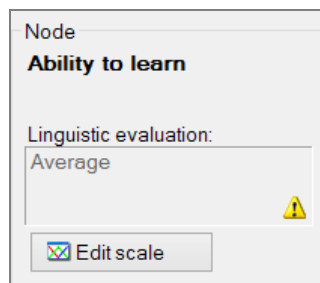 Node
Ability to learn
Linguistic evaluation:
Average
Edit scale